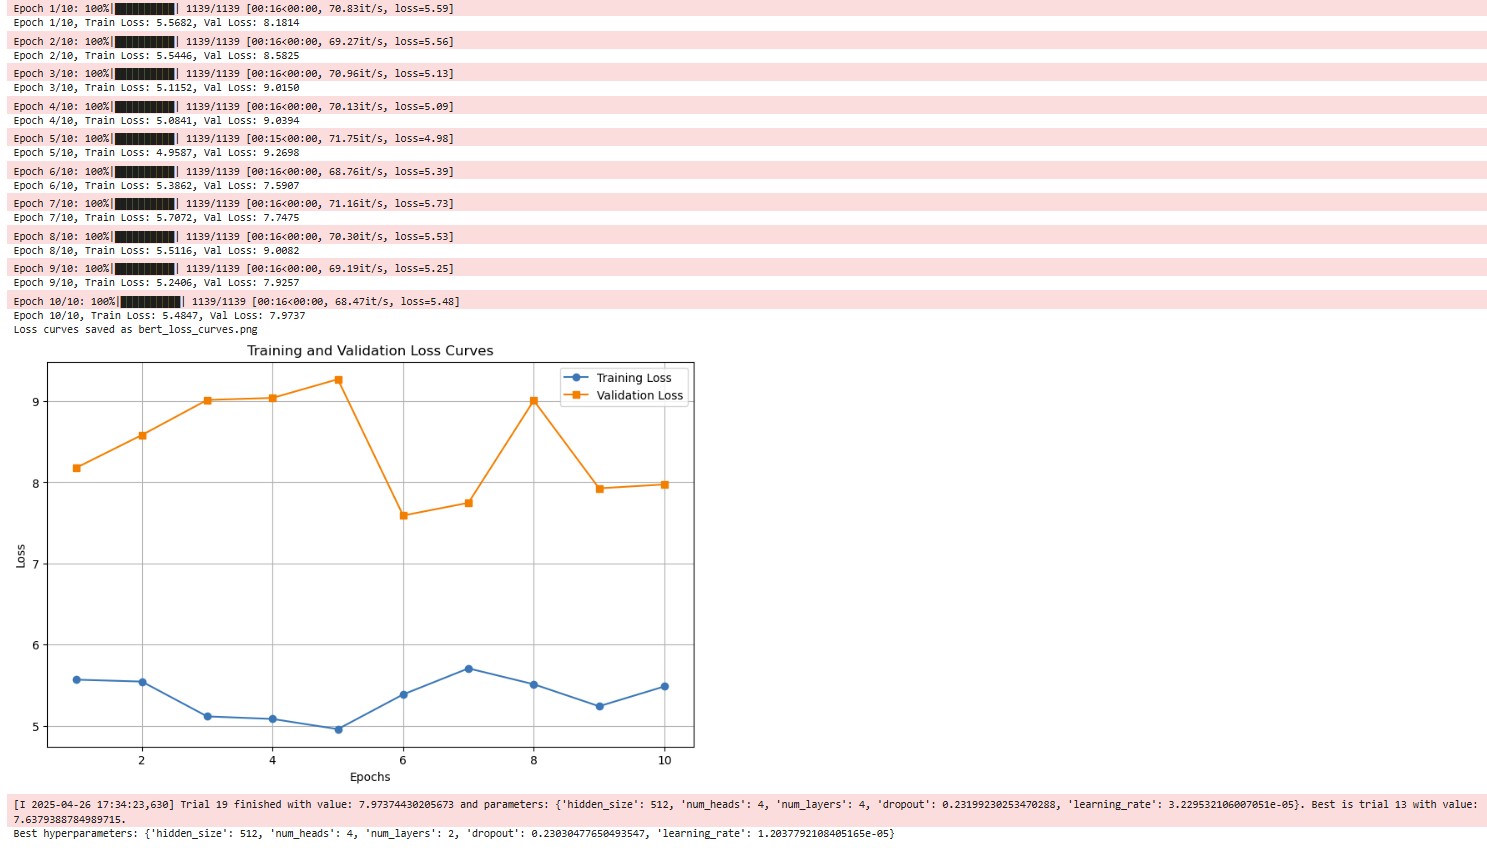 Epoch 1/10: 100%|██████████| 1139/1139 [00:16<00:00, 70.83it/s, loss=5.59]
Epoch 1/10, Train Loss: 5.5682, Val Loss: 8.1814
Epoch 2/10: 100%|██████████| 1139/1139 [00:16<00:00, 69.27it/s, loss=5.56]
Epoch 2/10, Train Loss: 5.5446, Val Loss: 8.5825
Epoch 3/10: 100%|██████████| 1139/1139 [00:16<00:00, 70.96it/s, loss=5.13]
Epoch 3/10, Train Loss: 5.1152, Val Loss: 9.0150
Epoch 4/10: 100%|██████████| 1139/1139 [00:16<00:00, 70.13it/s, loss=5.09]
Epoch 4/10, Train Loss: 5.0841, Val Loss: 9.0394
Epoch 5/10: 100%|██████████| 1139/1139 [00:15<00:00, 71.75it/s, loss=4.98]
Epoch 5/10, Train Loss: 4.9587, Val Loss: 9.2698
Epoch 6/10: 100%|██████████| 1139/1139 [00:16<00:00, 68.76it/s, loss=5.39]
Epoch 6/10, Train Loss: 5.3862, Val Loss: 7.5907
Epoch 7/10: 100%|██████████| 1139/1139 [00:16<00:00, 71.16it/s, loss=5.73]
Epoch 7/10, Train Loss: 5.7072, Val Loss: 7.7475
Epoch 8/10: 100%|██████████| 1139/1139 [00:16<00:00, 70.30it/s, loss=5.53]
Epoch 8/10, Train Loss: 5.5116, Val Loss: 9.0082
Epoch 9/10: 100%|██████████| 1139/1139 [00:16<00:00, 69.19it/s, loss=5.25]
Epoch 9/10, Train Loss: 5.2406, Val Loss: 7.9257
Epoch 10/10: 100%|██████████| 1139/1139 [00:16<00:00, 68.47it/s, loss=5.48]
Epoch 10/10, Train Loss: 5.4847, Val Loss: 7.9737
Loss curves saved as bert_loss_curves.png
Training and Validation Loss Curves
Training Loss
Validation Loss
9
8
7
6
5
Loss
2 4 6 8 10
Epochs
[I 2025-04-26 17:34:23,630] Trial 19 finished with value: 7.97374430205673 and parameters: {'hidden_size': 512, 'num_heads': 4, 'num_layers': 4, 'dropout': 0.23199230253470288, 'learning_rate': 3.229532106007051e-05}. Best is trial 13 with value:
7.6379388784989715.
Best hyperparameters: {'hidden_size': 512, 'num_heads': 4, 'num_layers': 2, 'dropout': 0.23030477650493547, 'learning_rate': 1.2037792108405165e-05}